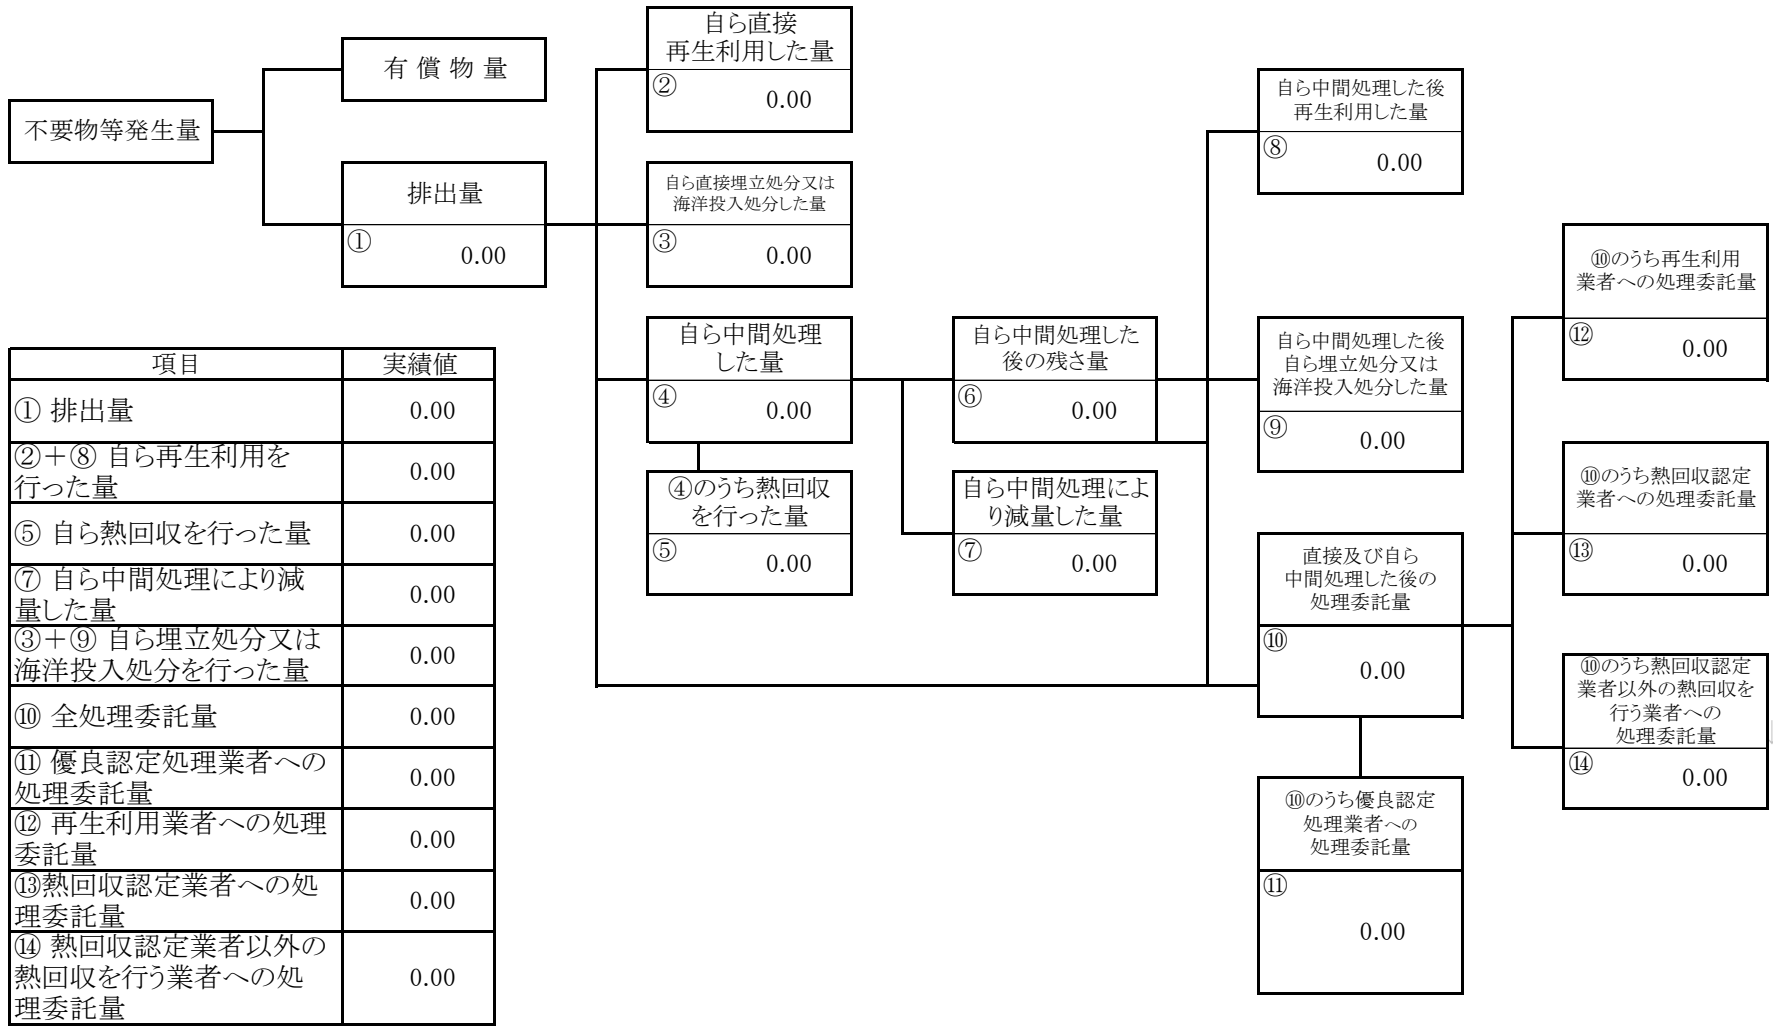 不要物等発生量
有 償 物 量
排出量
①
0.00
自ら直接
再生利用した量
②
0.00
自ら直接埋立処分又は
海洋投入処分した量
③
0.00
自ら中間処理
した量
④
0.00
④のうち熱回収
を行った量
⑤
0.00
自ら中間処理した
後の残さ量
⑥
0.00
自ら中間処理によ
り減量した量
⑦
0.00
自ら中間処理した後
再生利用した量
⑧
0.00
自ら中間処理した後
自ら埋立処分又は
海洋投入処分した量
⑨
0.00
直接及び自ら
中間処理した後の
処理委託量
⑩
0.00
⑩のうち優良認定
処理業者への
処理委託量
⑪
0.00
⑩のうち再生利用
業者への処理委託量
⑫
0.00
⑩のうち熱回収認定
業者への処理委託量
⑬
0.00
⑩のうち熱回収認定
業者以外の熱回収を
行う業者への
処理委託量
⑭
0.00
項目 実績値
① 排出量 0.00
②＋⑧ 自ら再生利用を
行った量 0.00
⑤ 自ら熱回収を行った量 0.00
⑦ 自ら中間処理により減
量した量 0.00
③＋⑨ 自ら埋立処分又は
海洋投入処分を行った量 0.00
⑩ 全処理委託量 0.00
⑪ 優良認定処理業者への
処理委託量 0.00
⑫ 再生利用業者への処理
委託量 0.00
⑬熱回収認定業者への処
理委託量 0.00
⑭ 熱回収認定業者以外の
熱回収を行う業者への処
理委託量 0.00